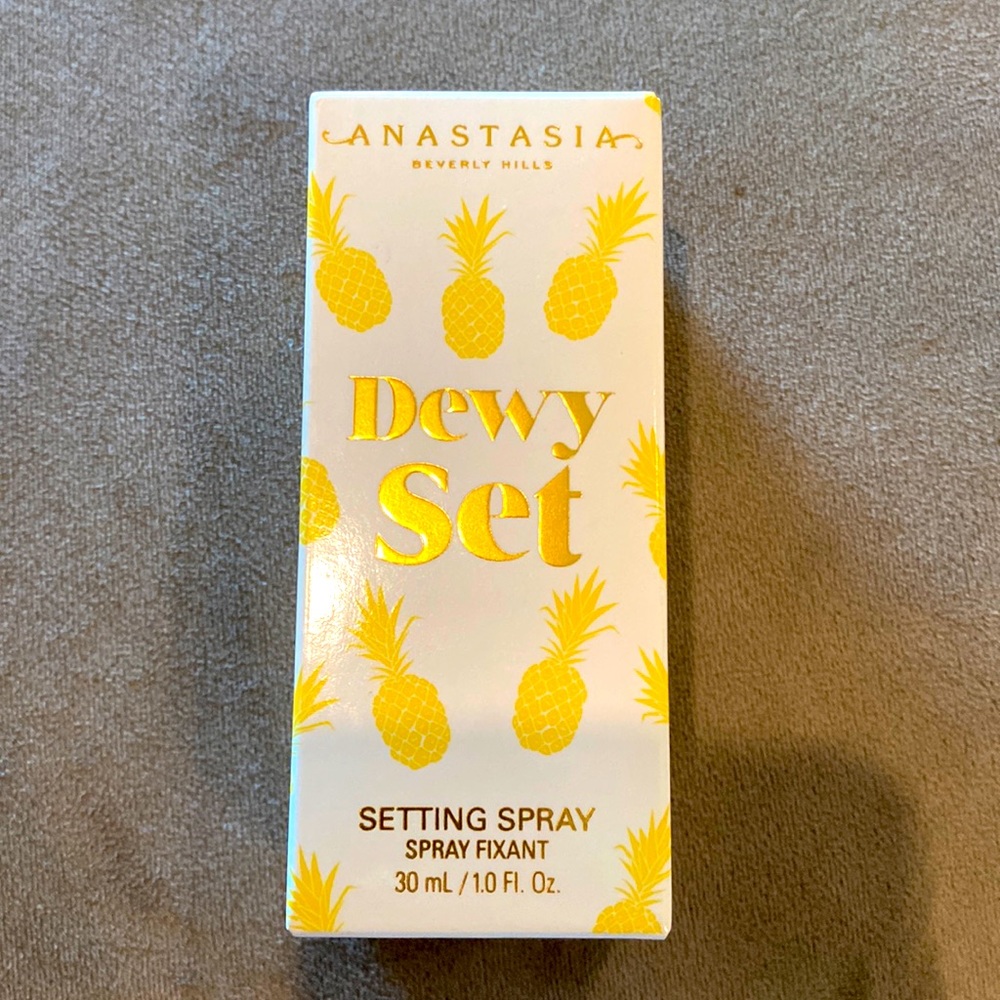 ANASTASIA
BEVERLY HILLS
Dewy
Set
SETTING SPRAY
SPRAY FIXANT
30 mL / 1.0 Fl. Oz.